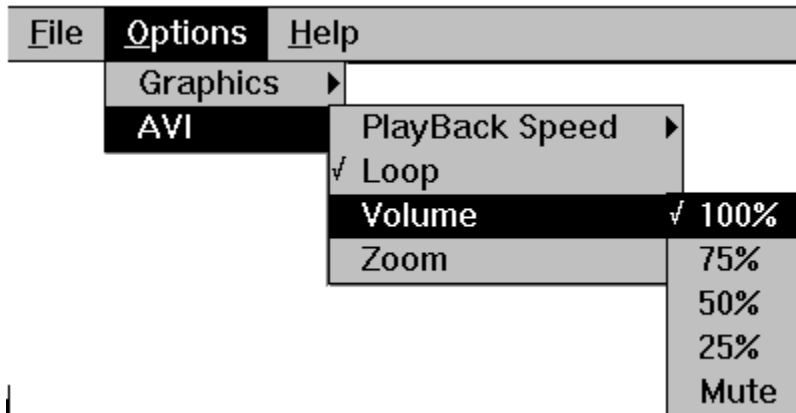 File Options Help
Graphics
AVI PlayBack Speed
√ Loop
Volume √ 100%
Zoom 75%
50%
25%
Mute